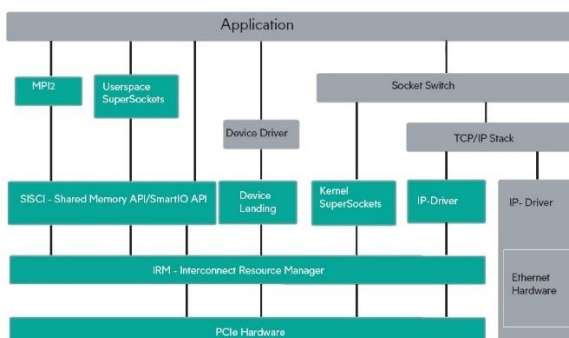 Application
MPI2
Userspace
SuperSockets
Socket Switch
Device Driver
TCP/IP Stack
SISCI - Shared Memory API/SmartIO API
Device
Lending
Kernel
SuperSockets
IP-Driver
IP- Driver
IRM - Interconnect Resource Manager
Ethernet
Hardware
PCIe Hardware